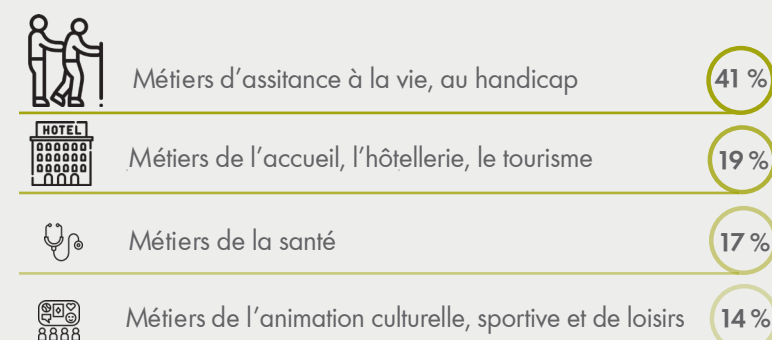 Métiers d’assitance à la vie, au handicap
41 %
HOTEL
Métiers de l’accueil, l’hôtellerie, le tourisme
19 %
Métiers de la santé
17 %
Métiers de l’animation culturelle, sportive et de loisirs
14 %